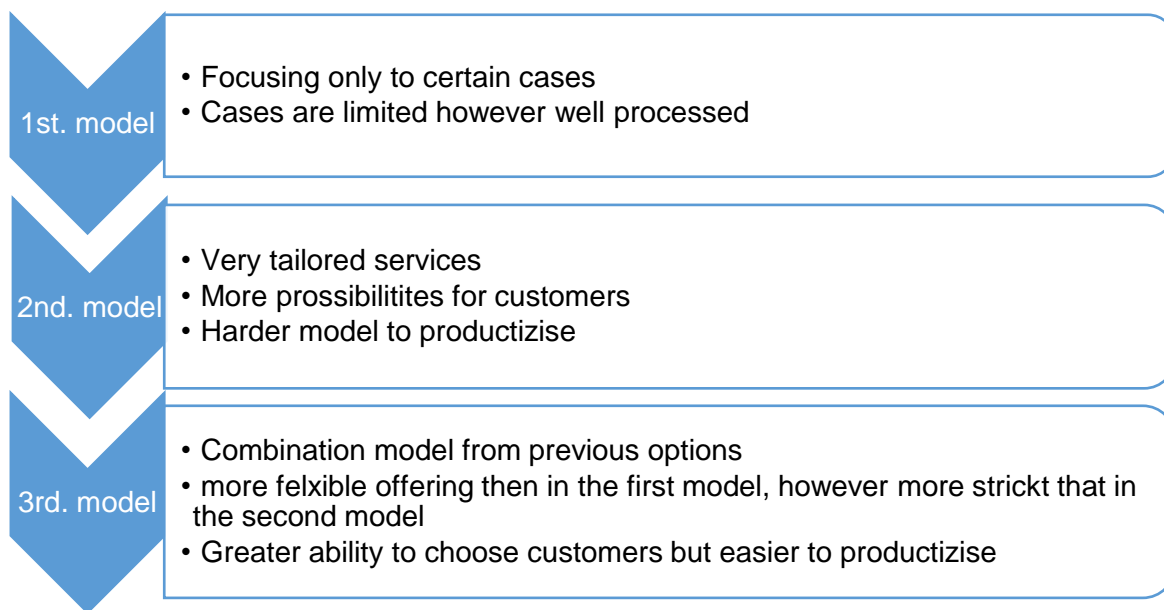 1st. model
• Focusing only to certain cases
• Cases are limited however well processed
2nd. model
• Very tailored services
• More prossibilitites for customers
• Harder model to productizise
3rd. model
• Combination model from previous options
• more felxible offering then in the first model, however more strickt that in
the second model
• Greater ability to choose customers but easier to productizise